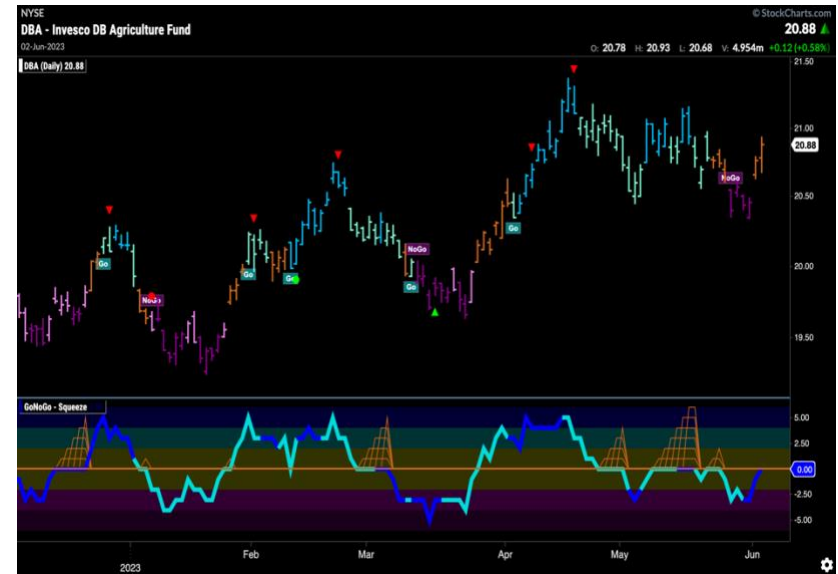 NYSE © StockCharts.com
DBA - Invesco DB Agriculture Fund 20.88
02-Jun-2023 O: 20.78 H: 20.93 L: 20.68 V: 4.954m +0.12 (+0.58%)
DBA (Daily) 20.88
21.50
21.00
20.88
NoGo
20.50
Go
NoGo
Go
20.00
Go
Go
Go
NoGo
19.50
GoNoGo - Squeeze
5.00
2.50
0.00
-2.50
-5.00
Feb Mar Apr May Jun
2023